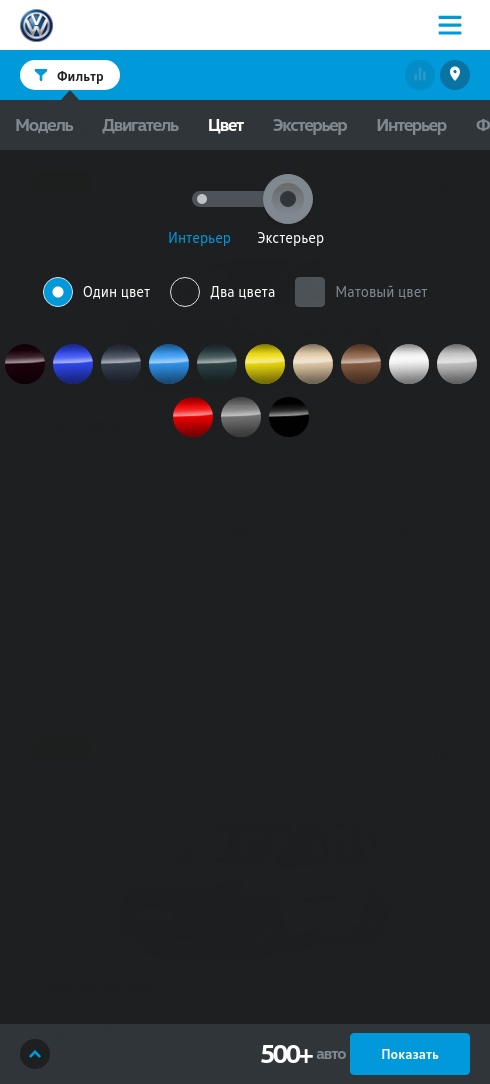 Фильтр
Модель Двигатель Цвет Экстерьер Интерьер Ф
Интерьер Экстерьер
Один цвет Два цвета Матовый цвет
500+ авто Показать